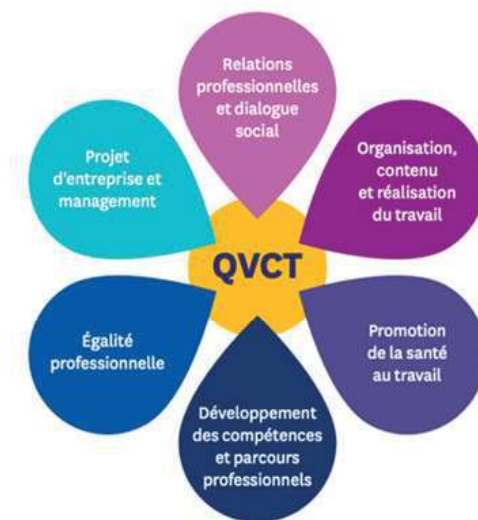 Relations
professionnelles
et dialogue
social
Organisation,
contenu
et réalisation
du travail
Promotion
de la santé
au travail
Développement
des compétences
et parcours
professionnels
Égalité
professionnelle
Projet
d'entreprise et
management
QVCT